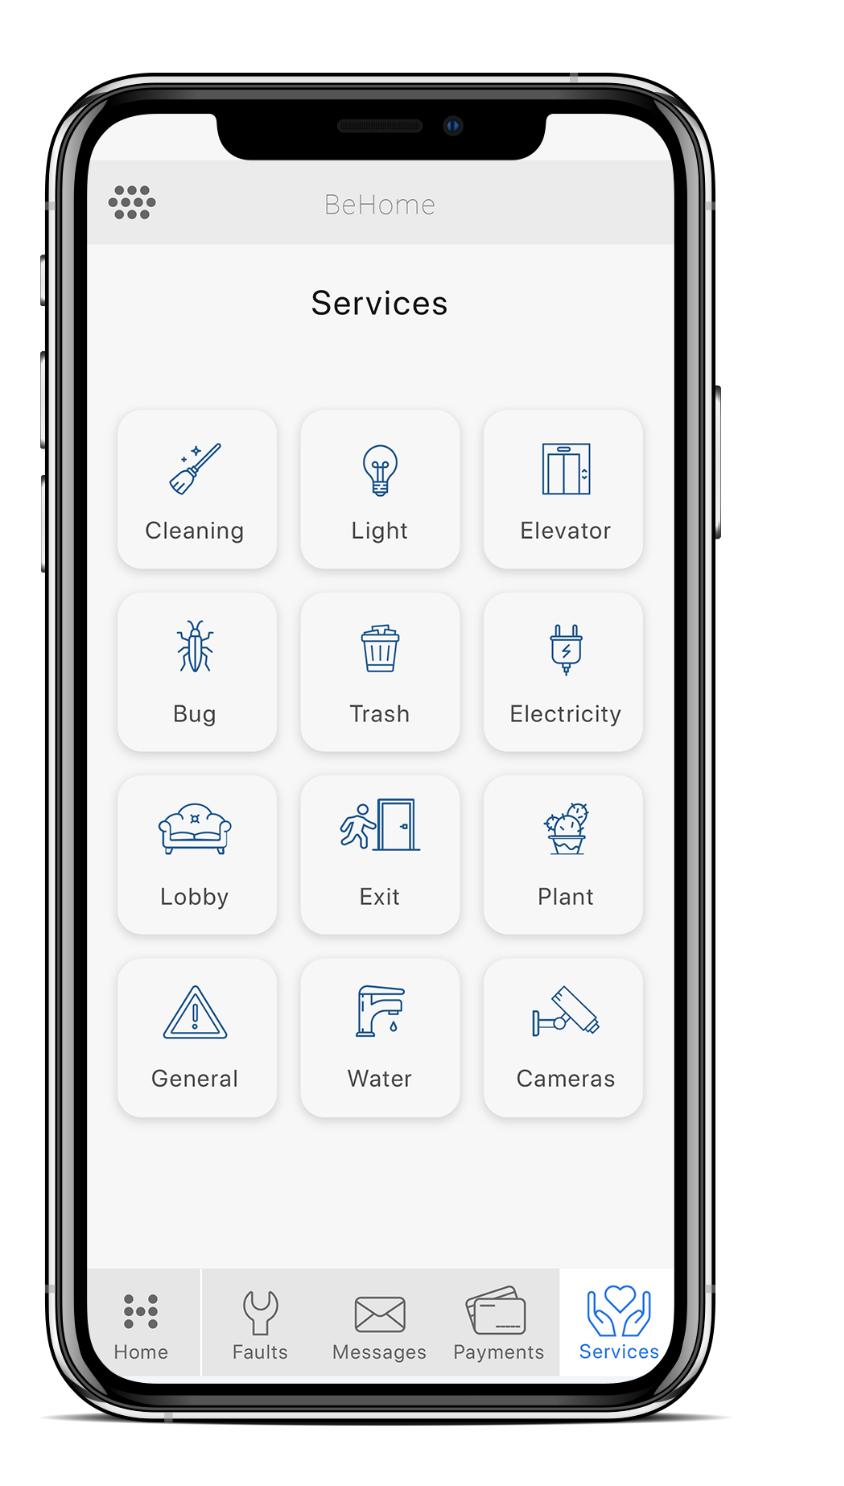 BeHome
Services
Cleaning
Light
Elevator
Bug
Trash
Electricity
Lobby
Exit
Plant
General
Water
Cameras
Home
Faults
Messages
Payments
Services